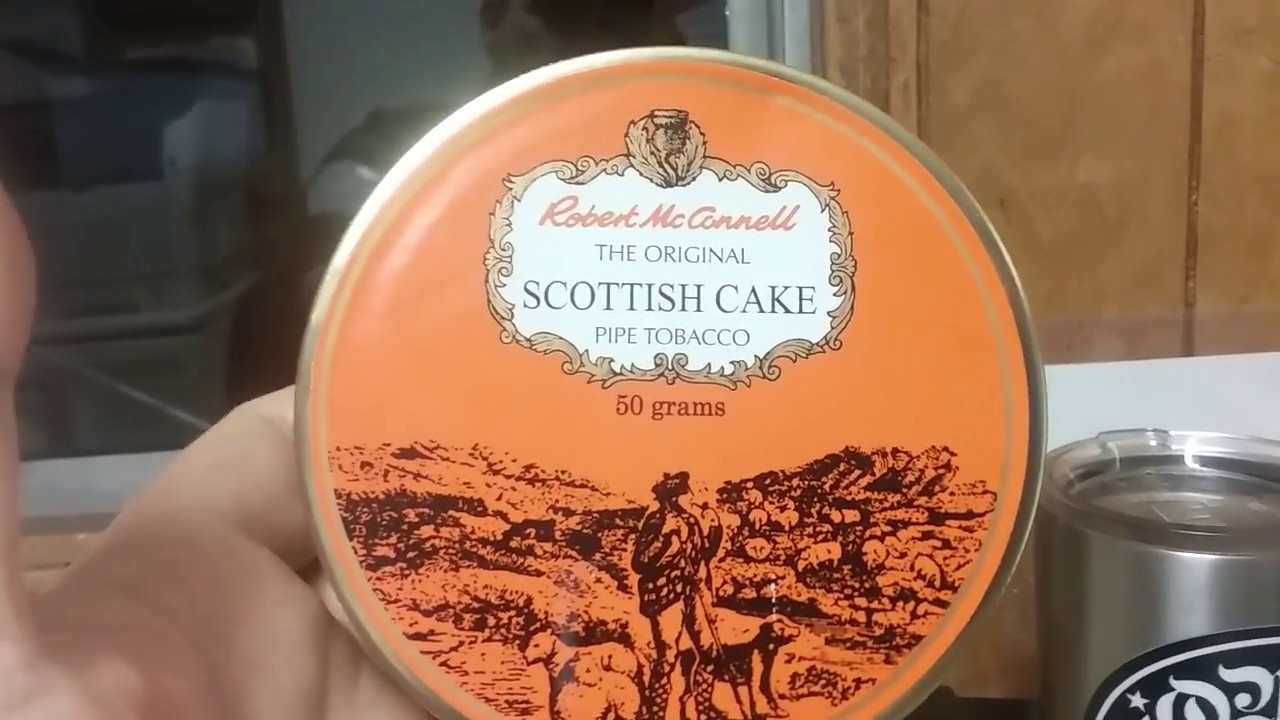 Robert McConnell
THE ORIGINAL
SCOTTISH CAKE
PIPE TOBACCO
50 grams